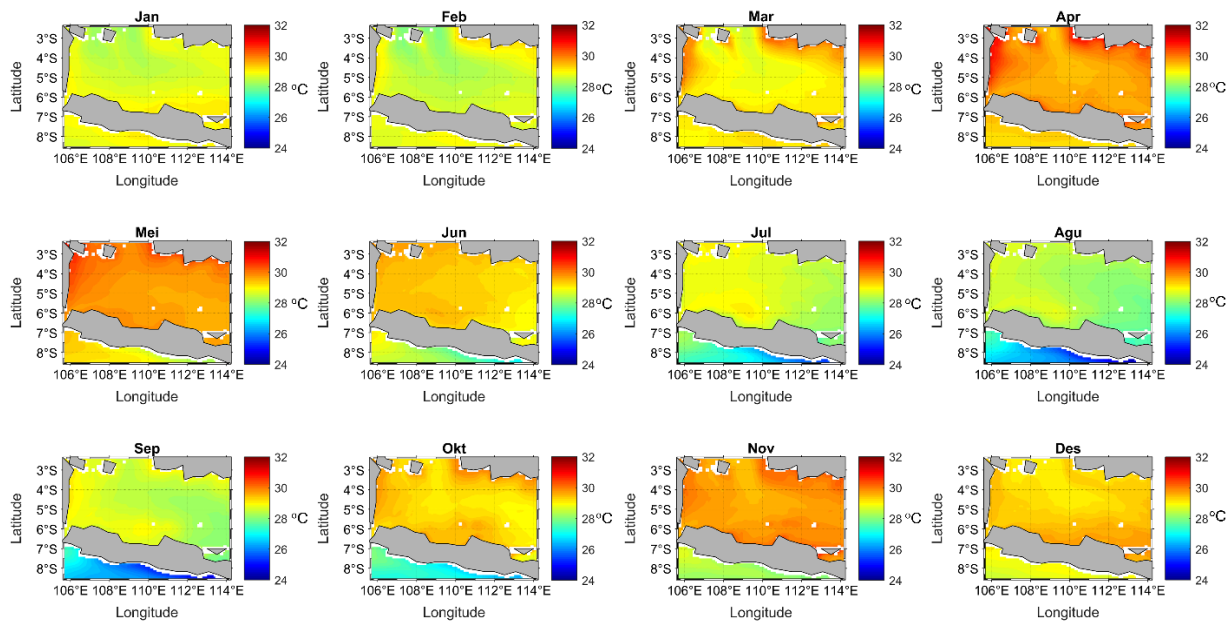 Jan
Latitude
3°S
4°S
5°S
6°S
7°S
8°S
106°E 108°E 110°E 112°E 114°E
Longitude
32
30
28
26
24
°C
Feb
Latitude
3°S
4°S
5°S
6°S
7°S
8°S
106°E 108°E 110°E 112°E 114°E
Longitude
32
30
28
26
24
°C
Mar
Latitude
3°S
4°S
5°S
6°S
7°S
8°S
106°E 108°E 110°E 112°E 114°E
Longitude
32
30
28
26
24
°C
Apr
Latitude
3°S
4°S
5°S
6°S
7°S
8°S
106°E 108°E 110°E 112°E 114°E
Longitude
32
30
28
26
24
°C
Mei
Latitude
3°S
4°S
5°S
6°S
7°S
8°S
106°E 108°E 110°E 112°E 114°E
Longitude
32
30
28
26
24
°C
Jun
Latitude
3°S
4°S
5°S
6°S
7°S
8°S
106°E 108°E 110°E 112°E 114°E
Longitude
32
30
28
26
24
°C
Jul
Latitude
3°S
4°S
5°S
6°S
7°S
8°S
106°E 108°E 110°E 112°E 114°E
Longitude
32
30
28
26
24
°C
Agu
Latitude
3°S
4°S
5°S
6°S
7°S
8°S
106°E 108°E 110°E 112°E 114°E
Longitude
32
30
28
26
24
°C
Sep
Latitude
3°S
4°S
5°S
6°S
7°S
8°S
106°E 108°E 110°E 112°E 114°E
Longitude
32
30
28
26
24
°C
Okt
Latitude
3°S
4°S
5°S
6°S
7°S
8°S
106°E 108°E 110°E 112°E 114°E
Longitude
32
30
28
26
24
°C
Nov
Latitude
3°S
4°S
5°S
6°S
7°S
8°S
106°E 108°E 110°E 112°E 114°E
Longitude
32
30
28
26
24
°C
Des
Latitude
3°S
4°S
5°S
6°S
7°S
8°S
106°E 108°E 110°E 112°E 114°E
Longitude
32
30
28
26
24
°C